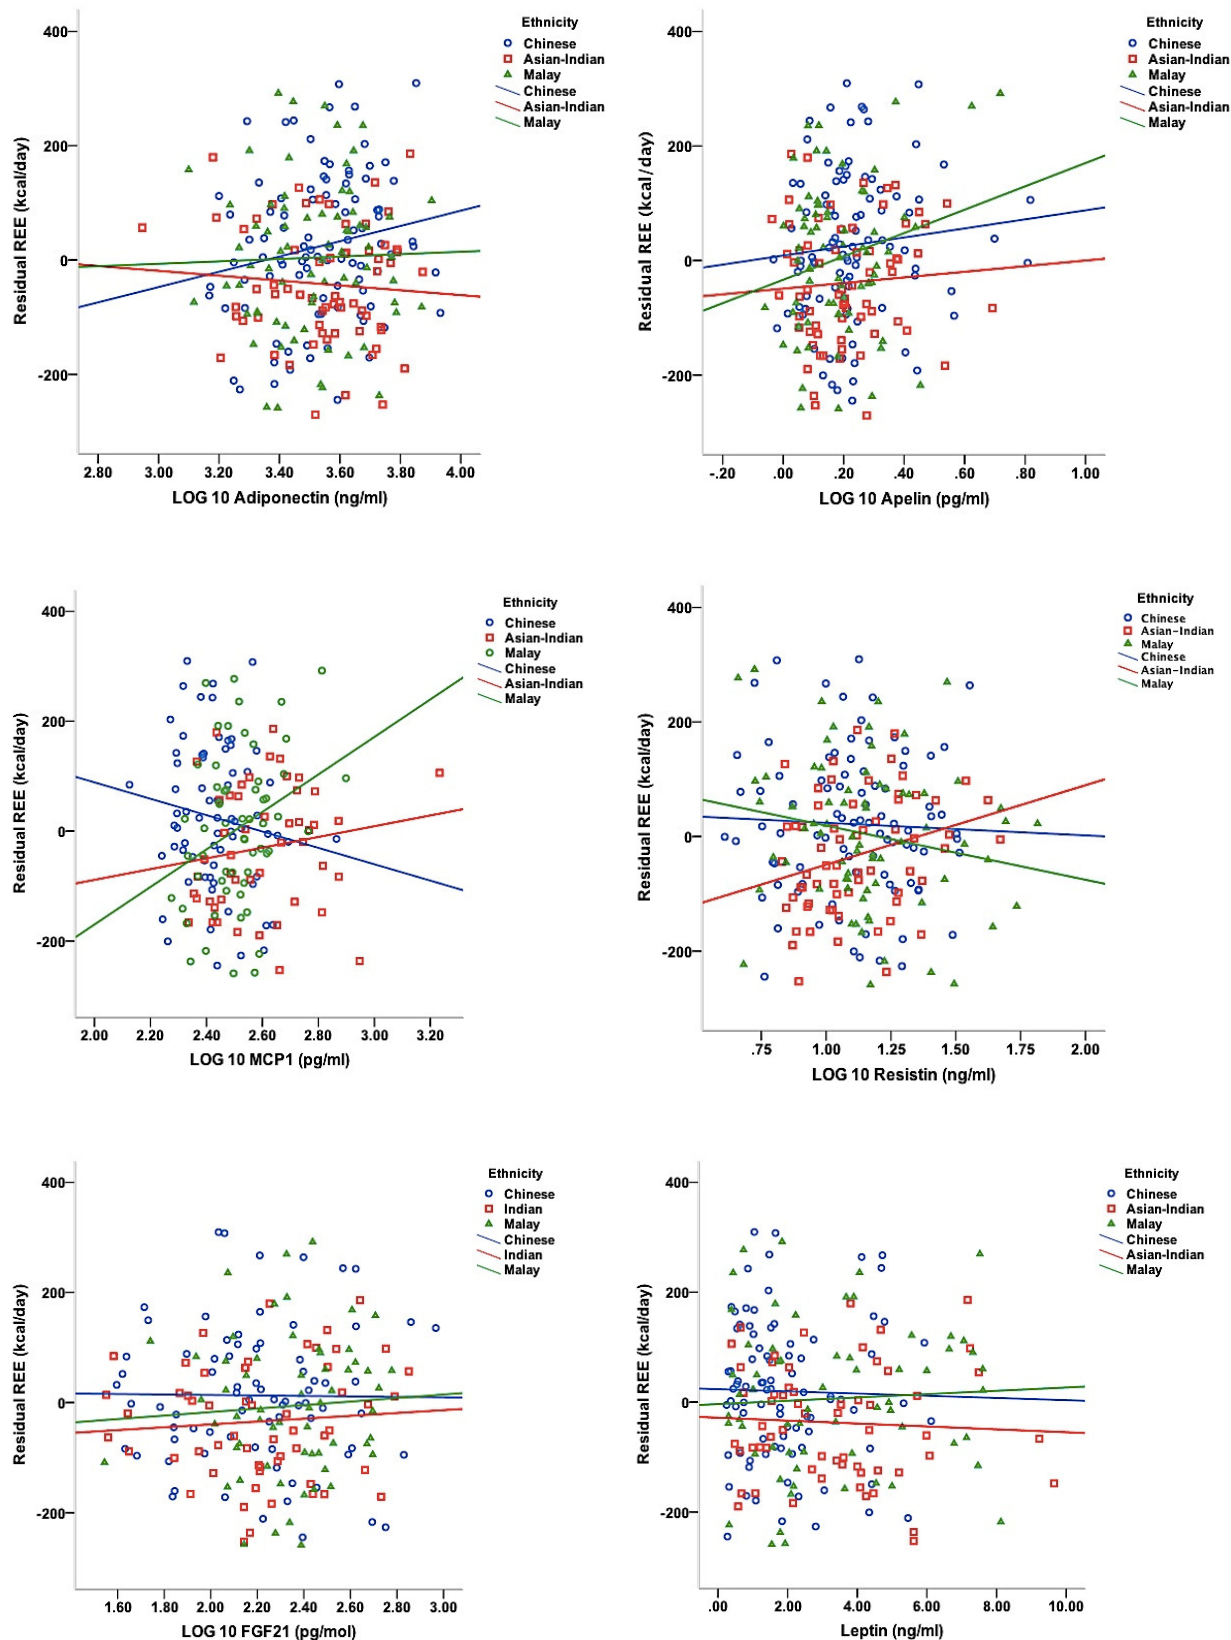 400
200
0
-200
Residual REE (kcal/day)
2.80 3.00 3.20 3.40 3.60 3.80 4.00
LOG 10 Adiponectin (ng/ml)
Ethnicity
Chinese
Asian-Indian
Malay
Chinese
Asian-Indian
Malay
400
200
0
-200
Residual REE (kcal/day)
-.20 .00 .20 .40 .60 .80 1.00
LOG 10 Apelin (pg/ml)
Ethnicity
Chinese
Asian-Indian
Malay
Chinese
Asian-Indian
Malay
400
200
0
-200
Residual REE (kcal/day)
2.00 2.20 2.40 2.60 2.80 3.00 3.20
LOG 10 MCP1 (pg/ml)
Ethnicity
Chinese
Asian-Indian
Malay
Chinese
Asian-Indian
Malay
400
200
0
-200
Residual REE (kcal/day)
.75 1.00 1.25 1.50 1.75 2.00
LOG 10 Resistin (ng/ml)
Ethnicity
Chinese
Asian-Indian
Malay
Chinese
Asian-Indian
Malay
400
200
0
-200
Residual REE (kcal/day)
1.60 1.80 2.00 2.20 2.40 2.60 2.80 3.00
LOG 10 FGF21 (pg/mol)
Ethnicity
Chinese
Indian
Malay
Chinese
Indian
Malay
400
200
0
-200
Residual REE (kcal/day)
.00 2.00 4.00 6.00 8.00 10.00
Leptin (ng/ml)
Ethnicity
Chinese
Asian-Indian
Malay
Chinese
Asian-Indian
Malay